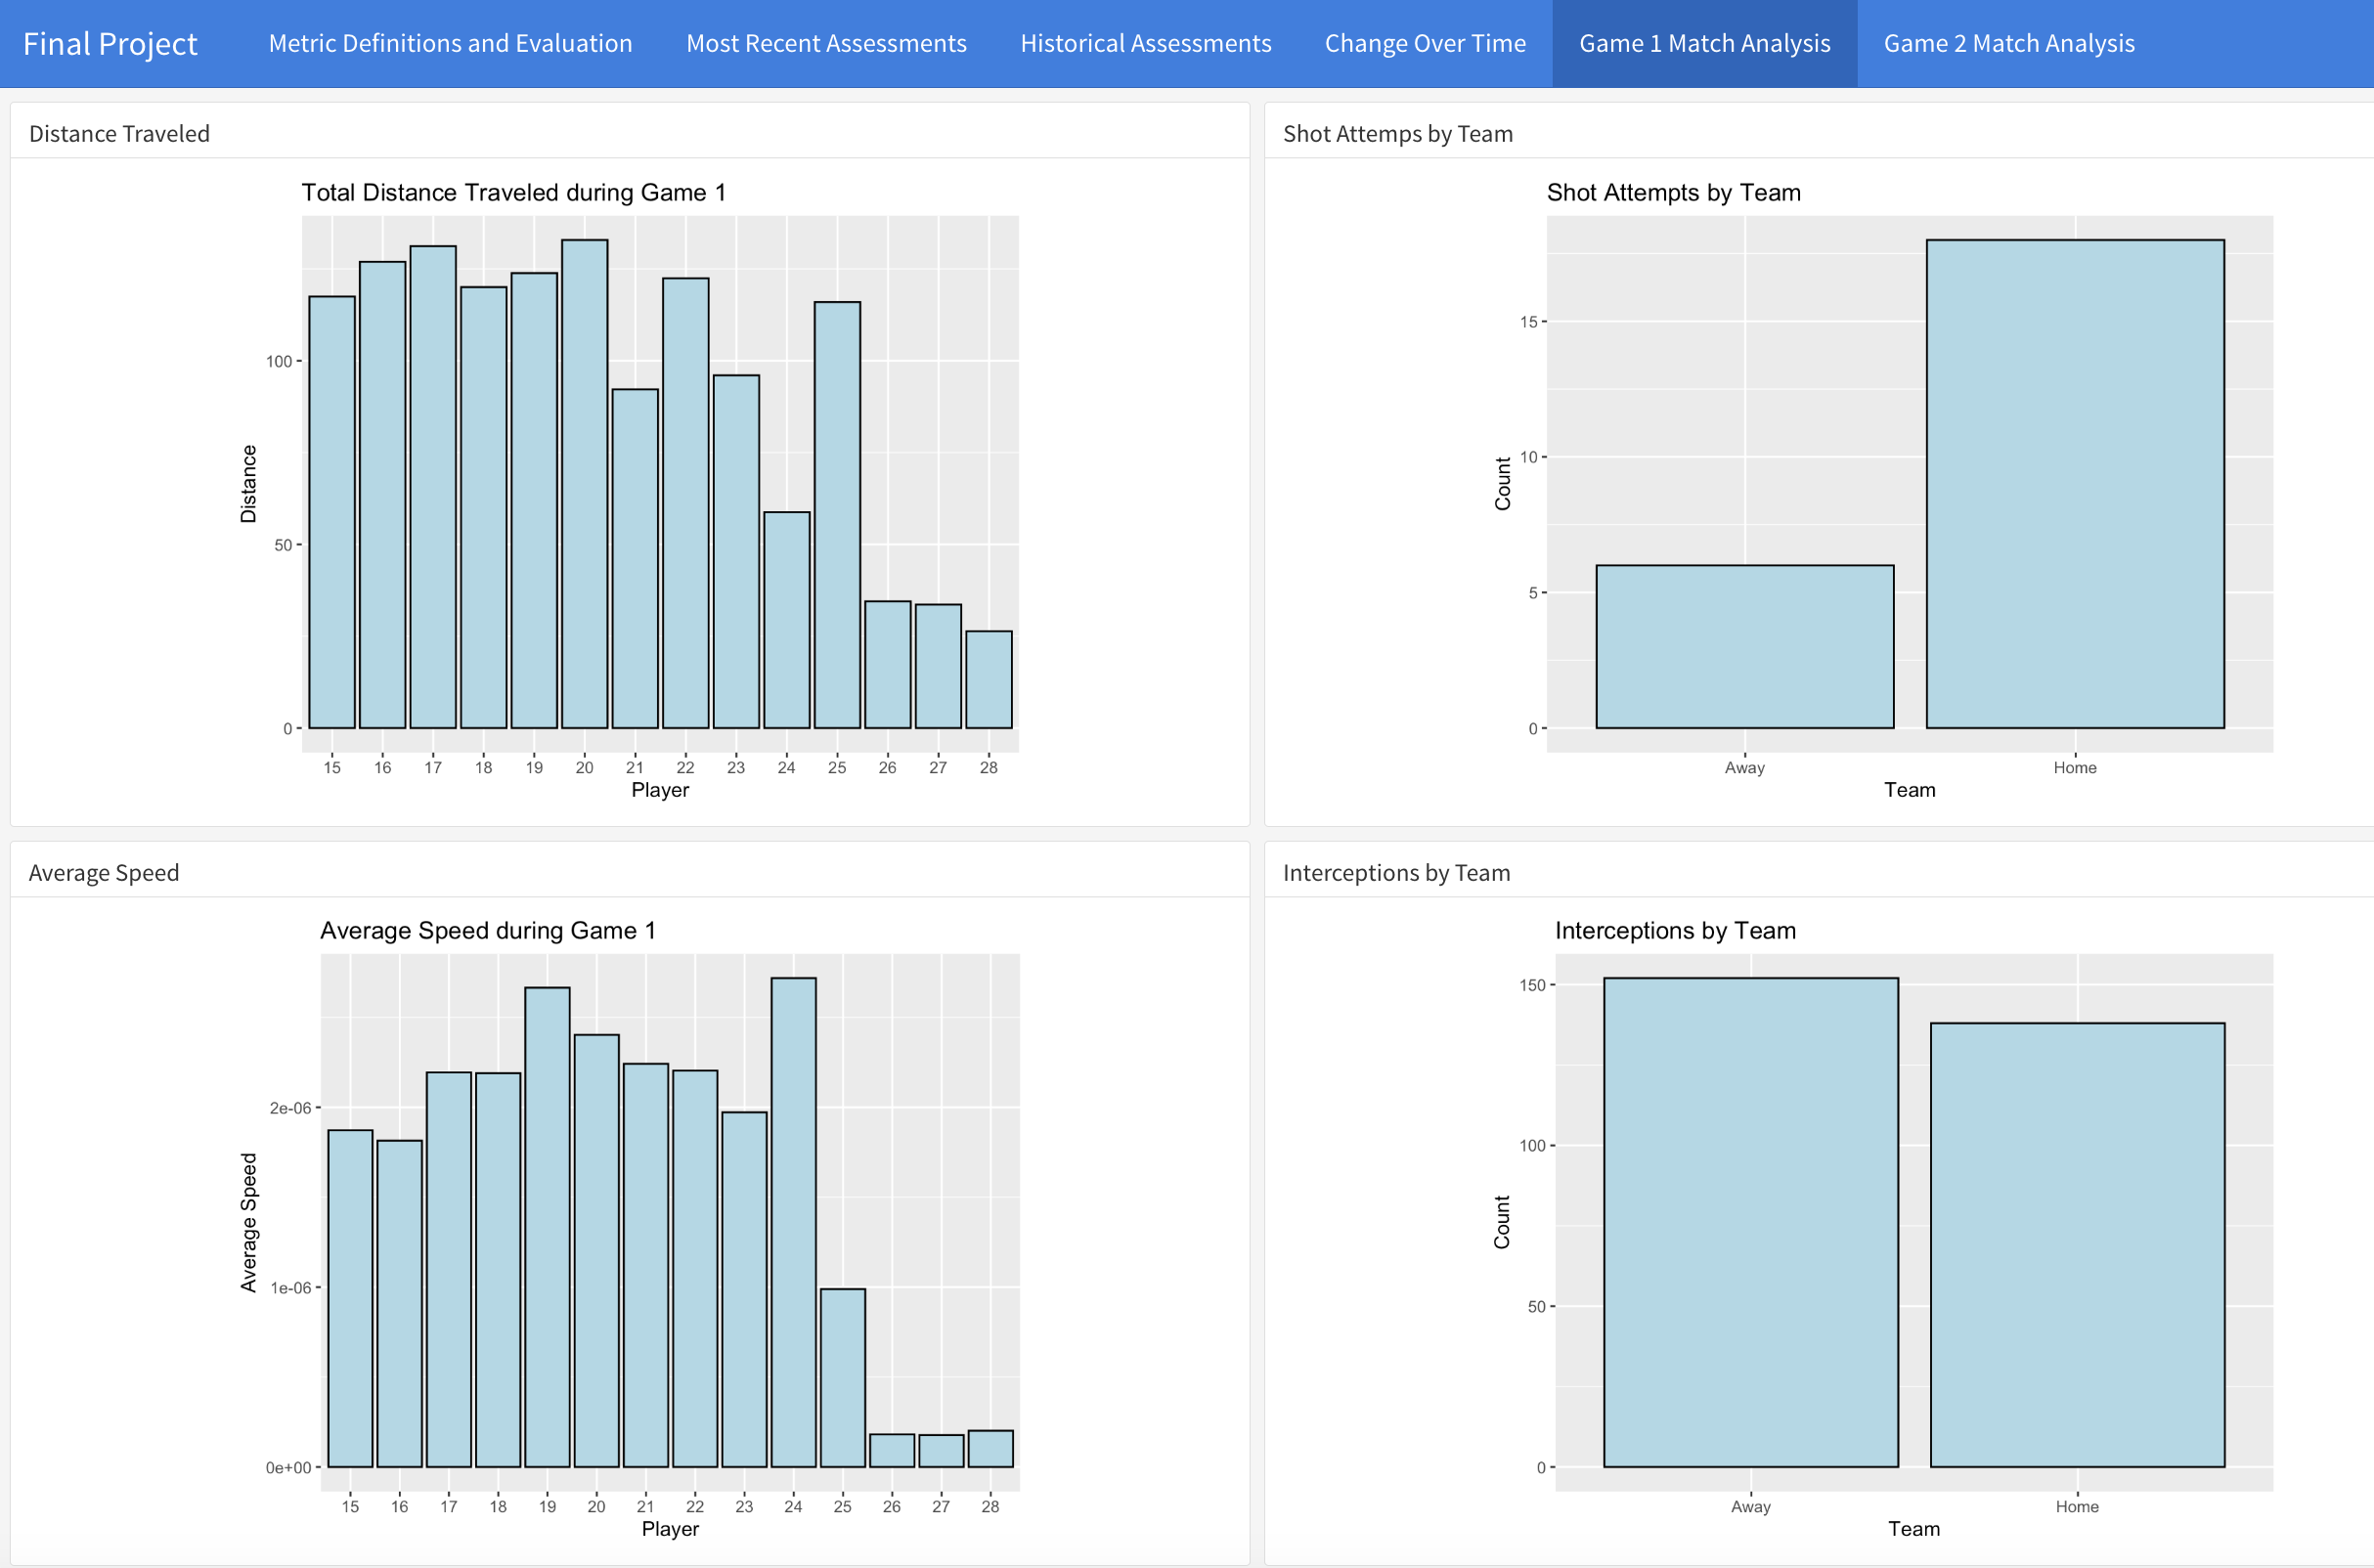 Final Project
Metric Definitions and Evaluation
Most Recent Assessments
Historical Assessments
Change Over Time
Game 1 Match Analysis
Game 2 Match Analysis
Distance Traveled
Total Distance Traveled during Game 1
Distance
100
50
0
15 16 17 18 19 20 21 22 23 24 25 26 27 28
Player
Shot Attemps by Team
Shot Attempts by Team
Count
15
10
5
0
Away Home
Team
Average Speed
Average Speed during Game 1
Average Speed
2e-06
1e-06
0e+00
15 16 17 18 19 20 21 22 23 24 25 26 27 28
Player
Interceptions by Team
Interceptions by Team
Count
150
100
50
0
Away Home
Team